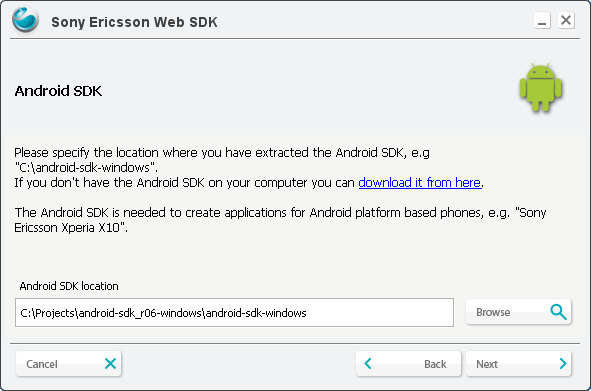 Sony Ericsson Web SDK
Android SDK
Please specify the location where you have extracted the Android SDK, e.g
"C:\android-sdk-windows".
If you don't have the Android SDK on your computer you can download it from here.
The Android SDK is needed to create applications for Android platform based phones, e.g. "Sony
Ericsson Xperia X10".
Android SDK location
C:\Projects\android-sdk_r06-windows\android-sdk-windows
Browse
Cancel
Back
Next